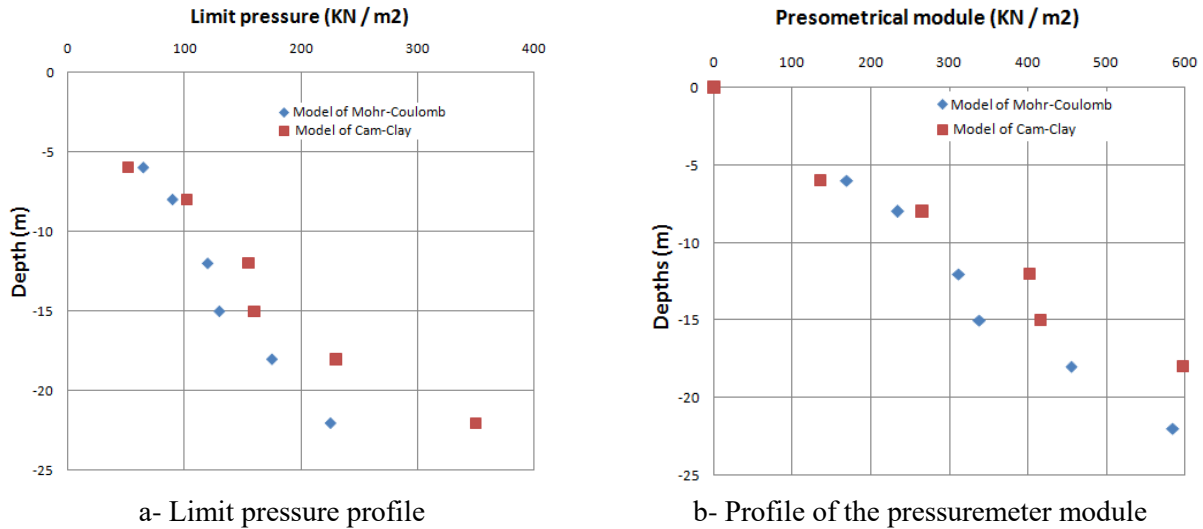 Limit pressure (KN / m2)
0 100 200 300 400
0
-5
-10
-15
-20
-25
Depth (m)
Model of Mohr-Coulomb
Model of Cam-Clay
a- Limit pressure profile
Presometrical module (KN / m2)
0 100 200 300 400 500 600
0
-5
-10
-15
-20
-25
Depths (m)
Model of Mohr-Coulomb
Model of Cam-Clay
b- Profile of the pressuremeter module